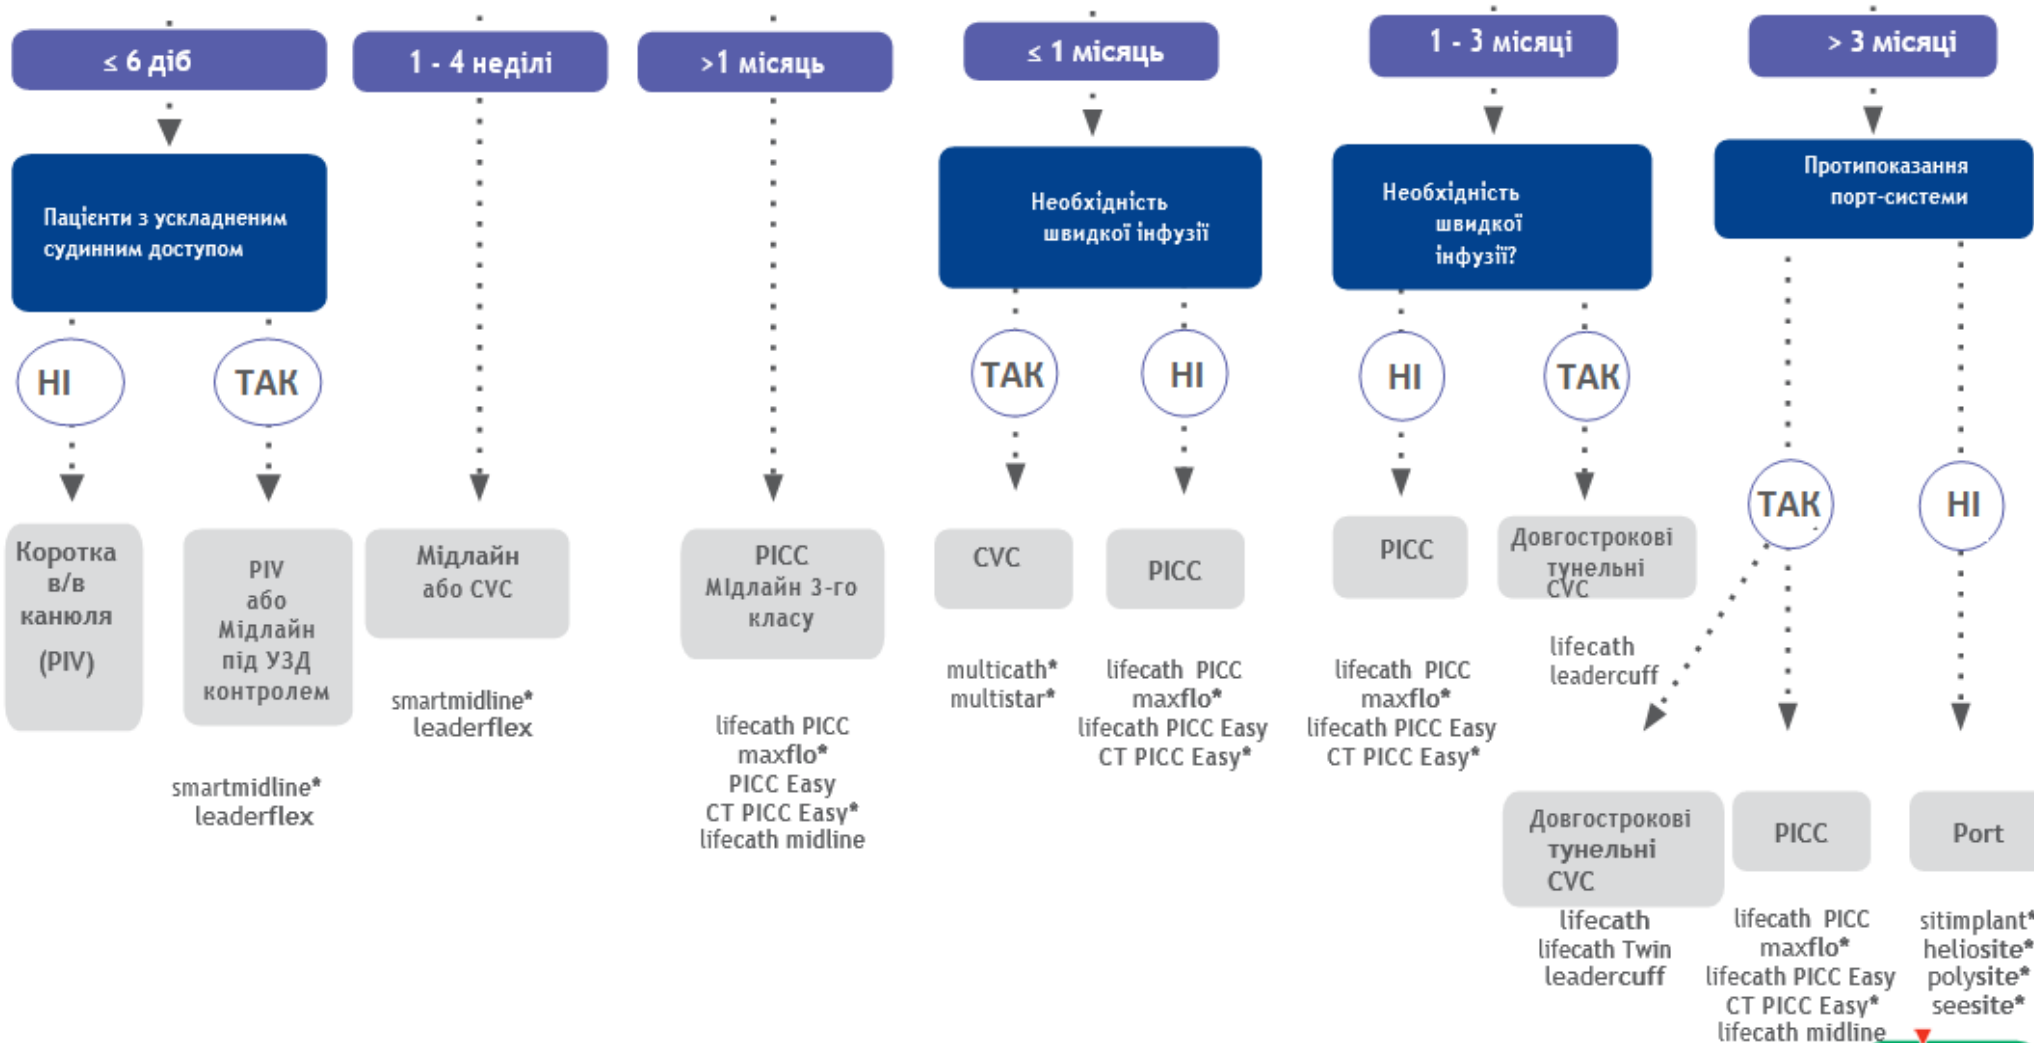 ≤ 6 діб
1 - 4 неділі
>1 місяць
≤ 1 місяць
1 - 3 місяці
> 3 місяці
Пацієнти з ускладненим
судинним доступом
Необхідність
швидкої інфузії
Необхідність
швидкої
інфузії?
Протипоказання
порт-системи
НІ
ТАК
ТАК
НІ
НІ
ТАК
ТАК
НІ
Коротка
в/в
канюля
(PIV)
PIV
або
Мідлайн
під УЗД
контролем
smartmidline*
leaderflex
Мідлайн
або CVC
smartmidline*
leaderflex
PICC
МІдлайн 3-го
класу
lifecath PICC
maxflo*
PICC Easy
CT PICC Easy*
lifecath midline
CVC
multicath*
multistar*
PICC
lifecath PICC
maxflo*
lifecath PICC Easy
CT PICC Easy*
PICC
lifecath PICC
maxflo*
lifecath PICC Easy
CT PICC Easy*
Довгострокові
тунельні
CVC
lifecath
leadercuff
Довгострокові
тунельні
CVC
lifecath
lifecath Twin
leadercuff
PICC
lifecath PICC
maxflo*
lifecath PICC Easy
CT PICC Easy*
lifecath midline
Port
sitimplant*
heliosite*
polysite*
seesite*